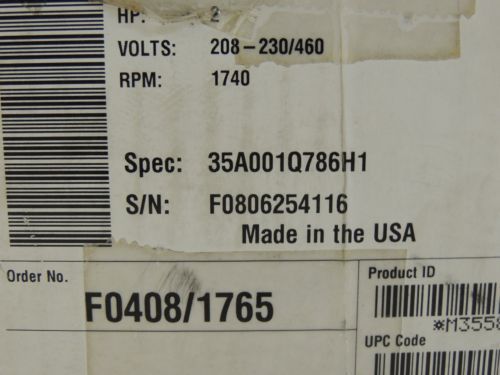 HP: 2
VOLTS: 208-230/460
RPM: 1740
Spec: 35A001Q786H1
S/N: F0806254116
Made in the USA
Order No.
F0408/1765
Product ID
*M3558
UPC Code